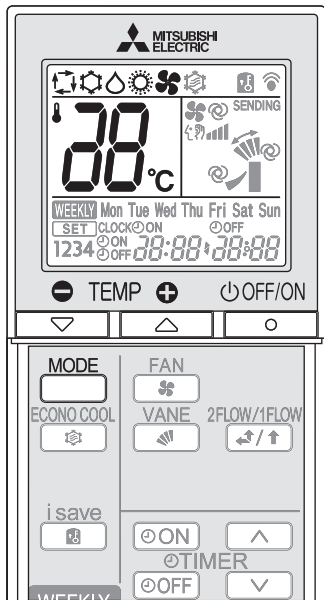 MITSUBISHI
ELECTRIC
SENDING
88
°C
WEEKLY Mon Tue Wed Thu Fri Sat Sun
SET CLOCK ON OFF
1234 ON OFF 88:88 88:88
TEMP OFF/ON
MODE FAN
ECONO COOL VANE 2FLOW/1FLOW
i save
ON
TIMER
OFF
WEEKLY